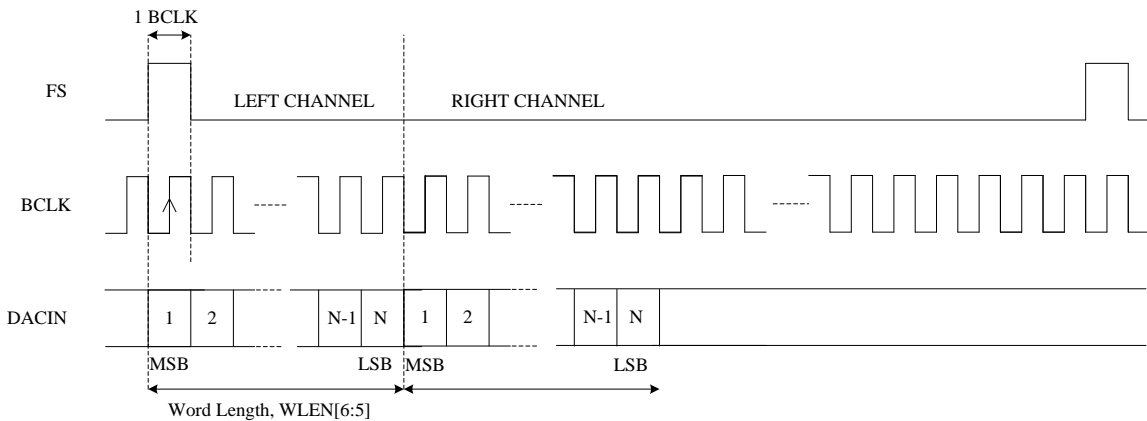 1 BCLK
FS
LEFT CHANNEL RIGHT CHANNEL
BCLK
DACIN 1 2 N-1 N 1 2 N-1 N
MSB LSB MSB LSB
Word Length, WLEN[6:5]